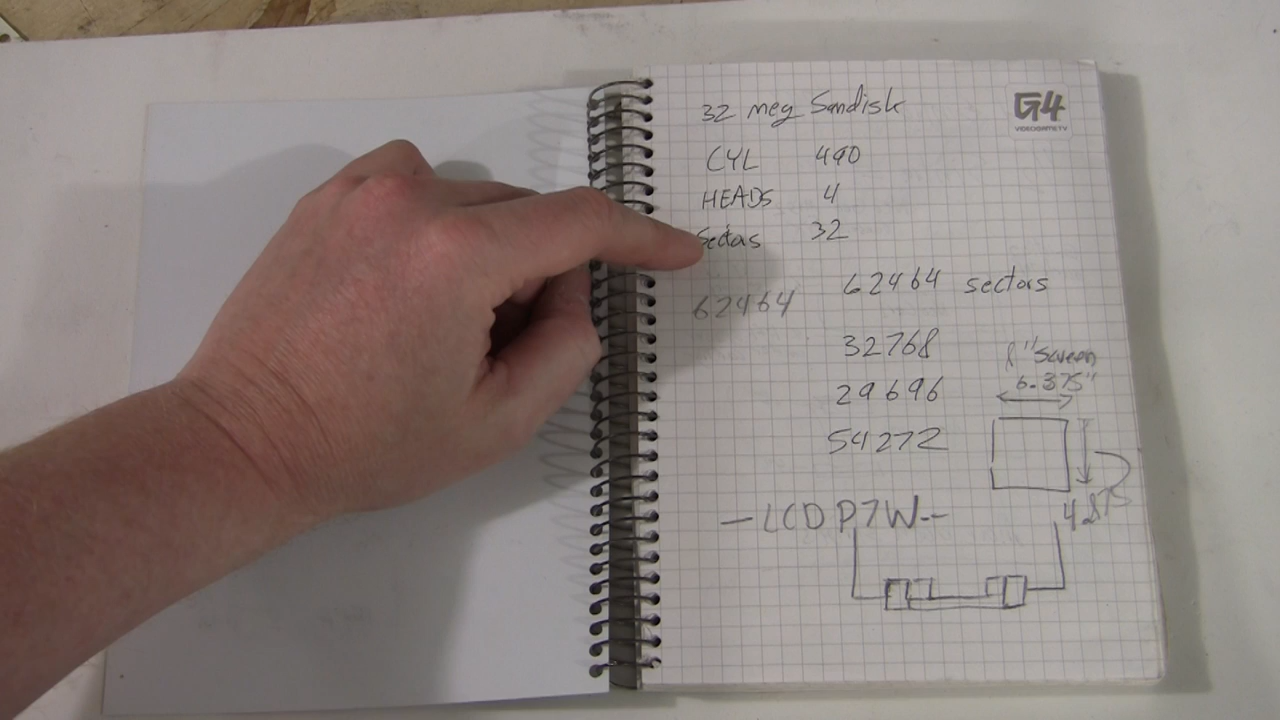 32 meg Sandisk
G4
VIDEOGAMETV
CYL 490
HEADS 4
Sectors 32
62464 62464 sectors
32768
8" Screen
6.375"
29696
54272
-LCD P7W--
4.875